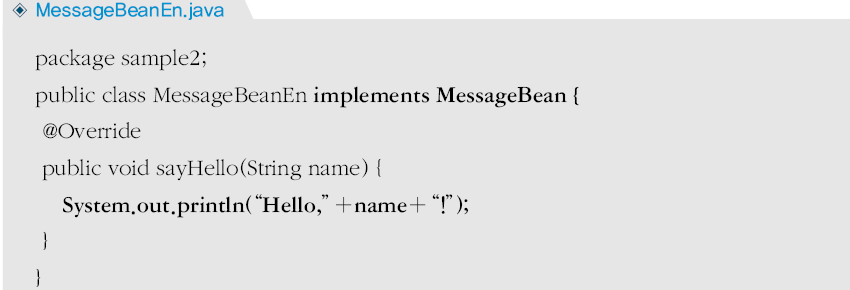 ◈ MessageBeanEn.java
package sample2;
public class MessageBeanEn implements MessageBean {
@Override
public void sayHello(String name) {
System.out.println(“Hello,” +name+ “!”);
}
}